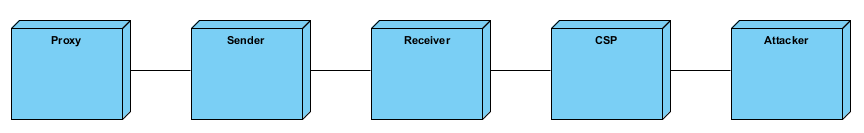 Proxy
Sender
Receiver
CSP
Attacker